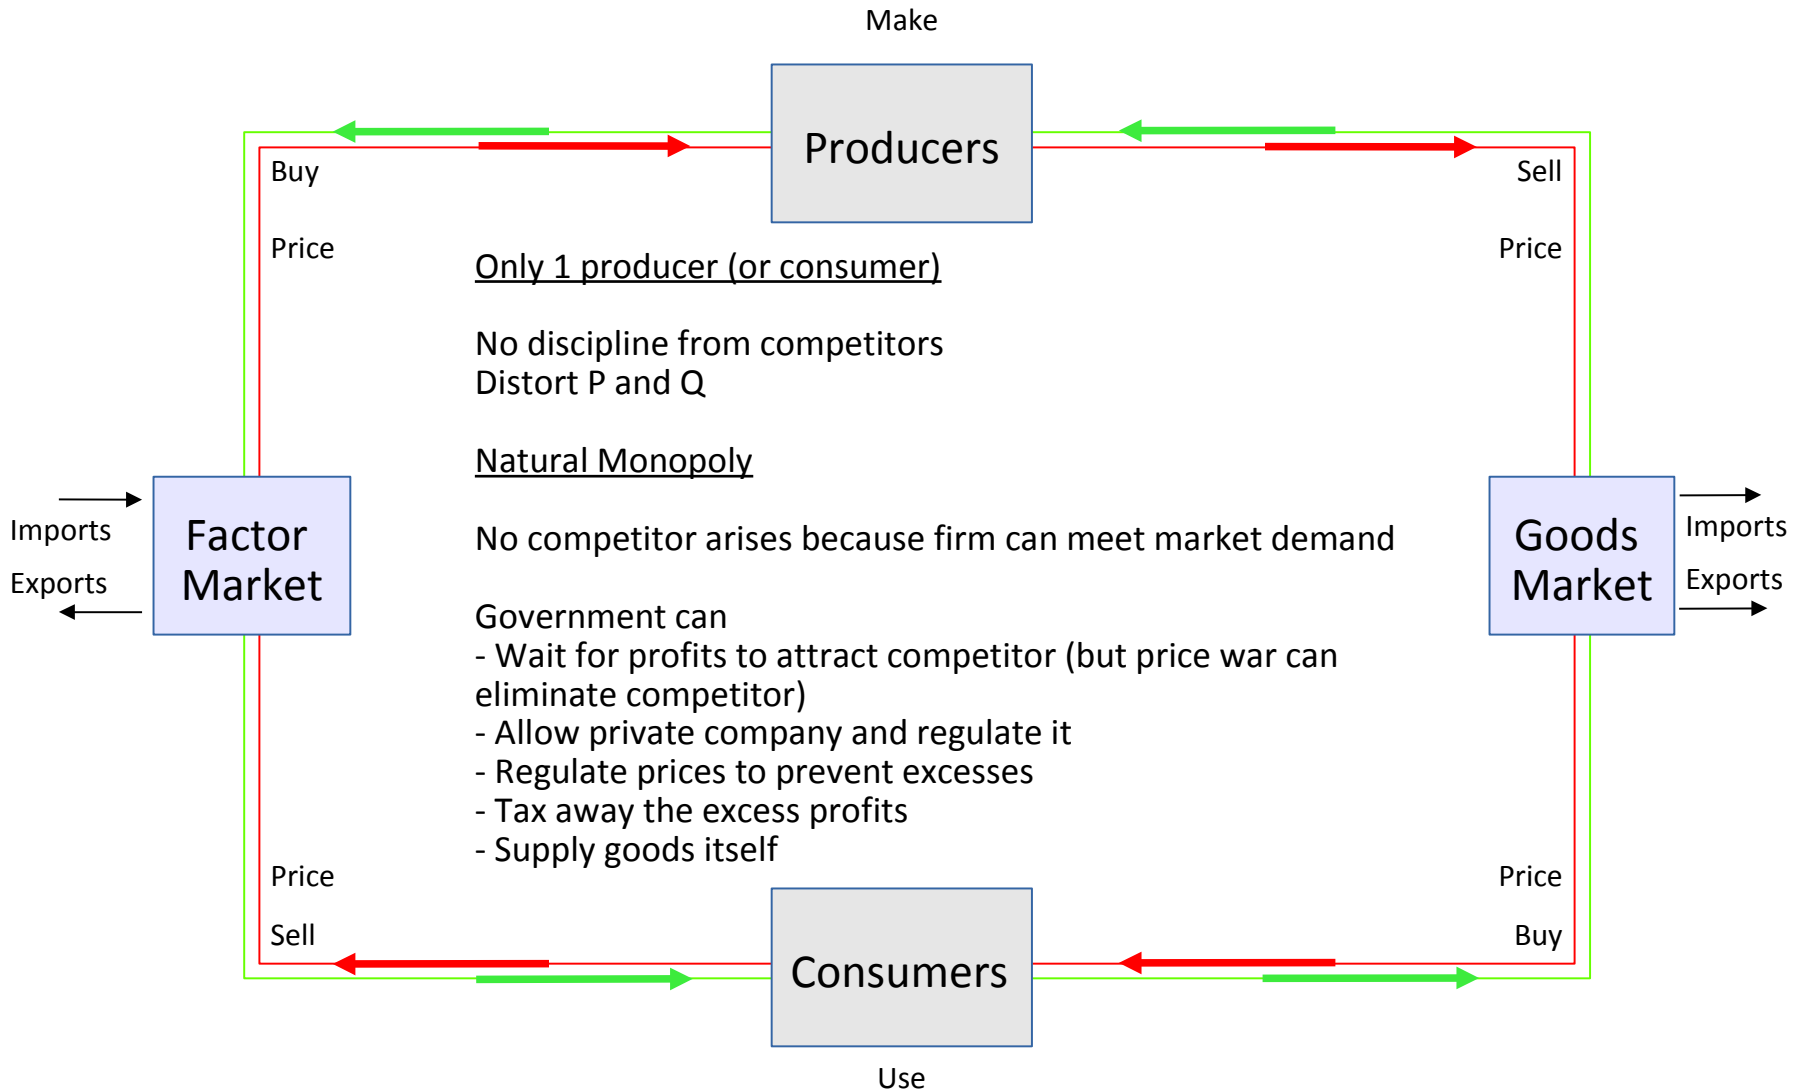 Make
Producers
Buy
Sell
Price
Price
Only 1 producer (or consumer)
No discipline from competitors
Distort P and Q
Natural Monopoly
No competitor arises because firm can meet market demand
Imports
Exports
Factor
Market
Goods
Market
Imports
Exports
Government can
- Wait for profits to attract competitor (but price war can
eliminate competitor)
- Allow private company and regulate it
- Regulate prices to prevent excesses
- Tax away the excess profits
- Supply goods itself
Price
Price
Sell
Buy
Consumers
Use